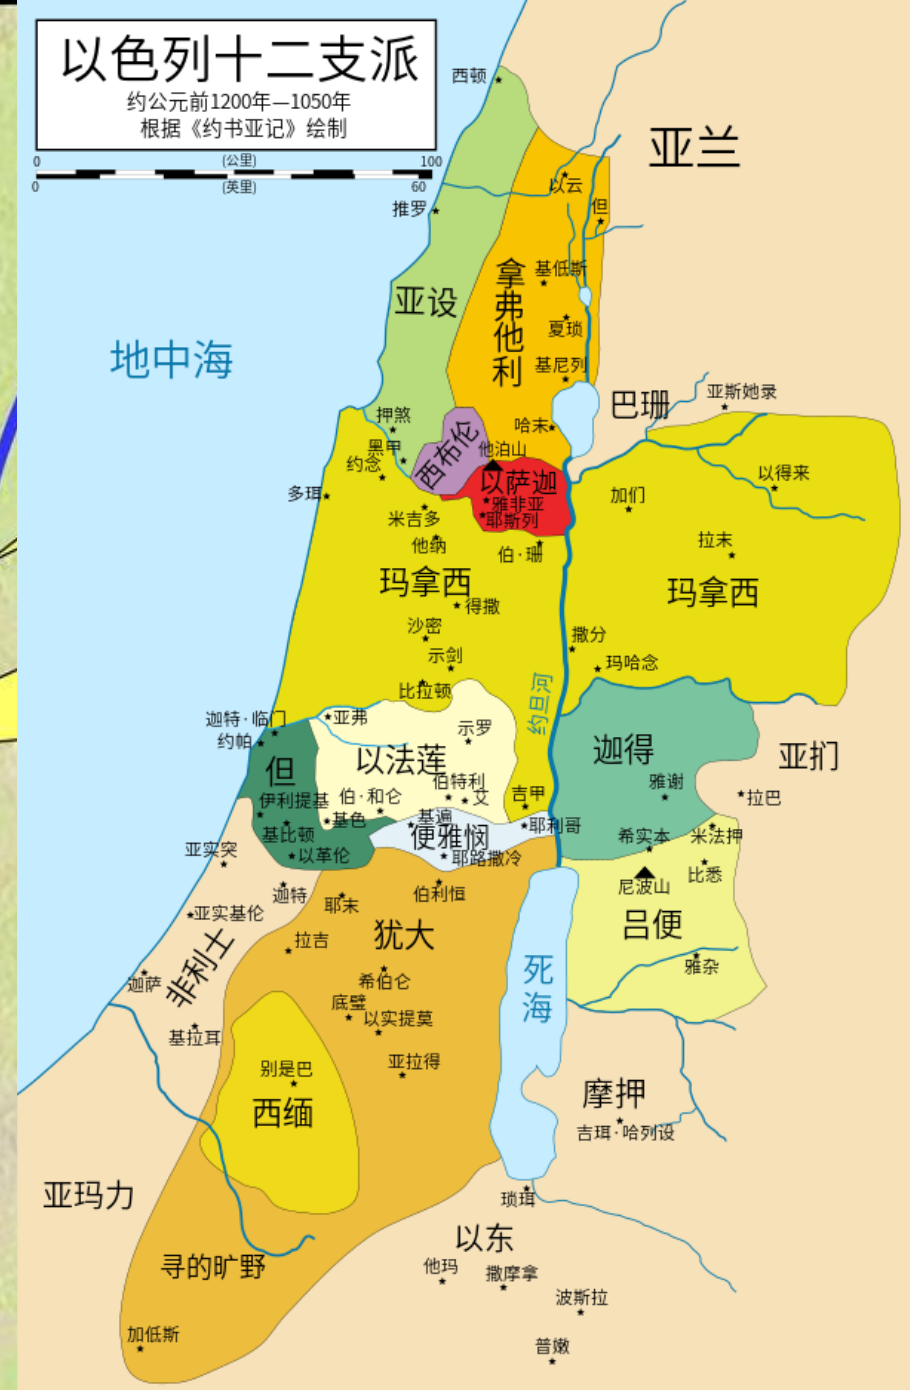 以色列十二支派
约公元前1200年—1050年
根据《约书亚记》绘制
0
(公里)
100
0
(英里)
60
西顿
亚兰
以云
推罗
但
亚设
拿弗他利
基低斯
夏琐
地中海
基尼列
巴珊
亚斯她录
押煞
哈末
西布伦
黑甲
他泊山
约念
以萨迦
以得来
多珥
雅非亚
加们
米吉多
耶斯列
他纳
伯·珊
拉末
玛拿西
玛拿西
得撒
沙密
撒分
示剑
玛哈念
比拉顿
约旦河
迦特·临门
亚弗
约帕
示罗
迦得
亚扪
但
以法莲
雅谢
伯特利
伊利提基
伯·和仑
艾
吉甲
拉巴
基色
基遍
耶利哥
基比顿
便雅悯
希实本
米法押
亚实突
以革伦
耶路撒冷
比悉
尼波山
迦特
耶末
伯利恒
亚实基伦
吕便
犹大
拉吉
非利士
希伯仑
死海
雅杂
迦萨
底璧
以实提莫
基拉耳
亚拉得
别是巴
西缅
摩押
吉珥·哈列设
亚玛力
琐珥
以东
寻的旷野
他玛
撒摩拿
波斯拉
加低斯
普嫩